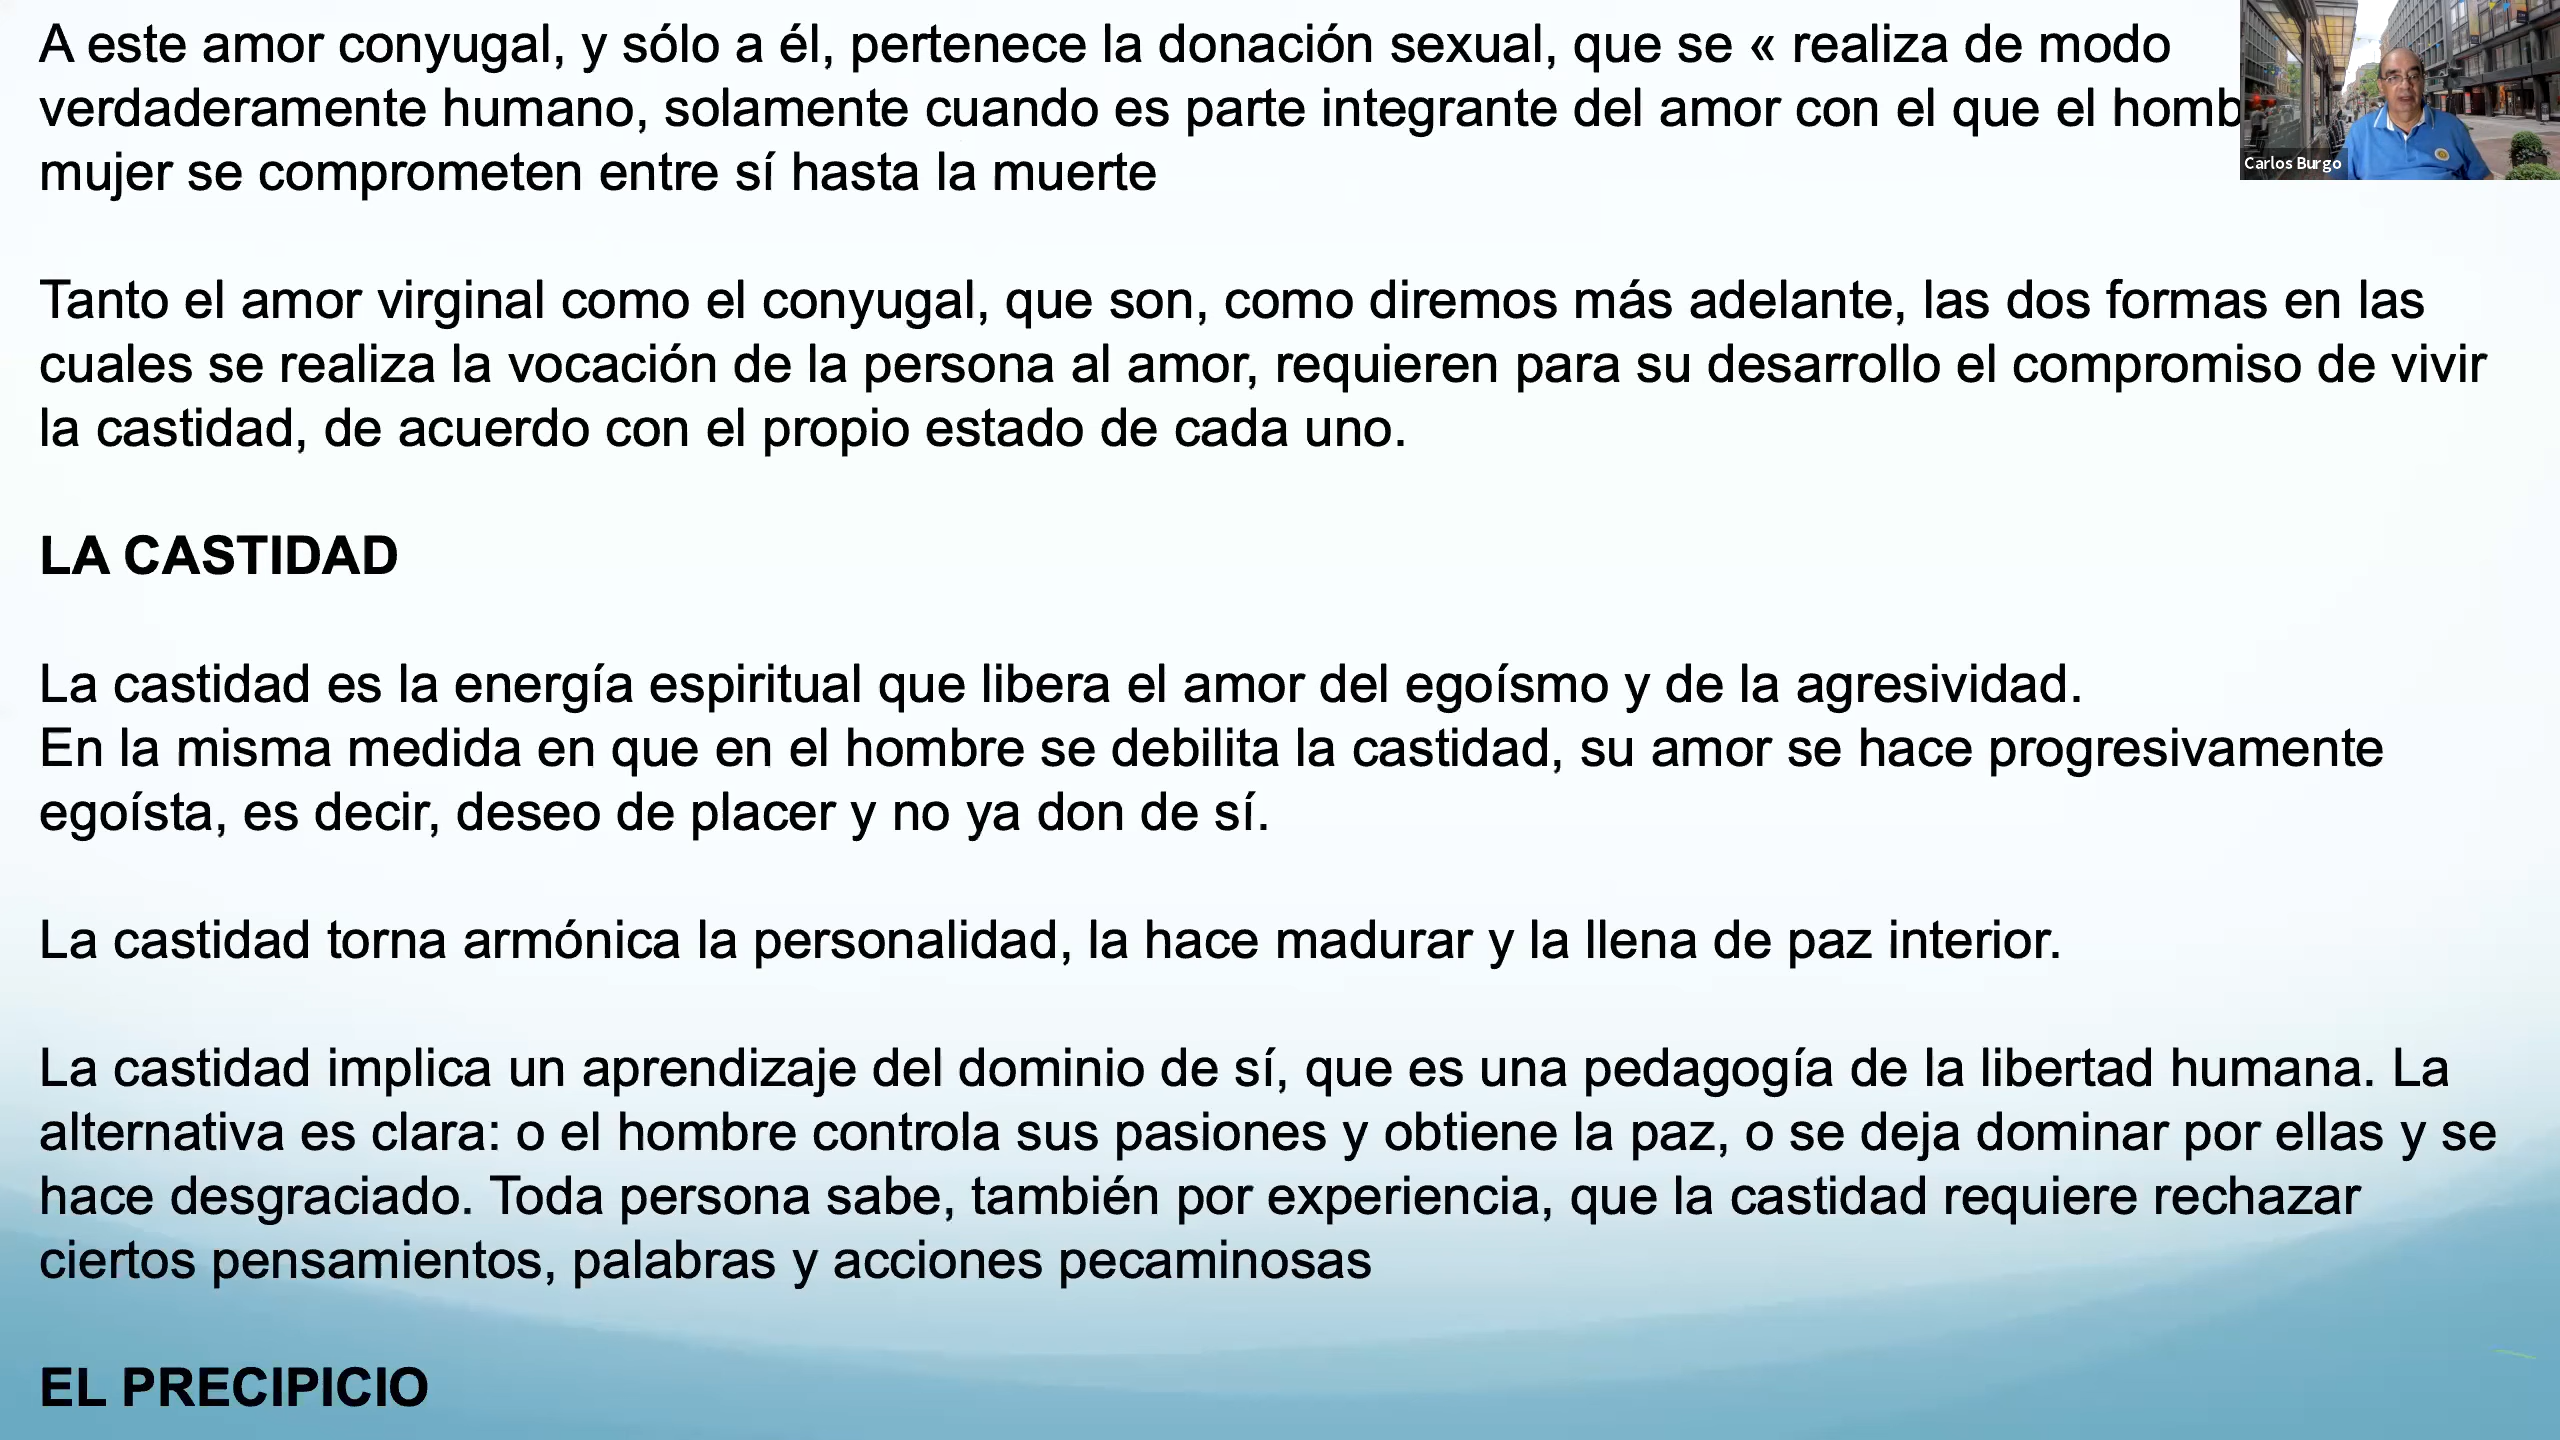 A este amor conyugal, y sólo a él, pertenece la donación sexual, que se « realiza de modo
verdaderamente humano, solamente cuando es parte integrante del amor con el que el homb
mujer se comprometen entre sí hasta la muerte
Carlos Burgo
Tanto el amor virginal como el conyugal, que son, como diremos más adelante, las dos formas en las
cuales se realiza la vocación de la persona al amor, requieren para su desarrollo el compromiso de vivir
la castidad, de acuerdo con el propio estado de cada uno.
LA CASTIDAD
La castidad es la energía espiritual que libera el amor del egoísmo y de la agresividad.
En la misma medida en que en el hombre se debilita la castidad, su amor se hace progresivamente
egoísta, es decir, deseo de placer y no ya don de sí.
La castidad torna armónica la personalidad, la hace madurar y la llena de paz interior.
La castidad implica un aprendizaje del dominio de sí, que es una pedagogía de la libertad humana. La
alternativa es clara: o el hombre controla sus pasiones y obtiene la paz, o se deja dominar por ellas y se
hace desgraciado. Toda persona sabe, también por experiencia, que la castidad requiere rechazar
ciertos pensamientos, palabras y acciones pecaminosas
EL PRECIPICIO